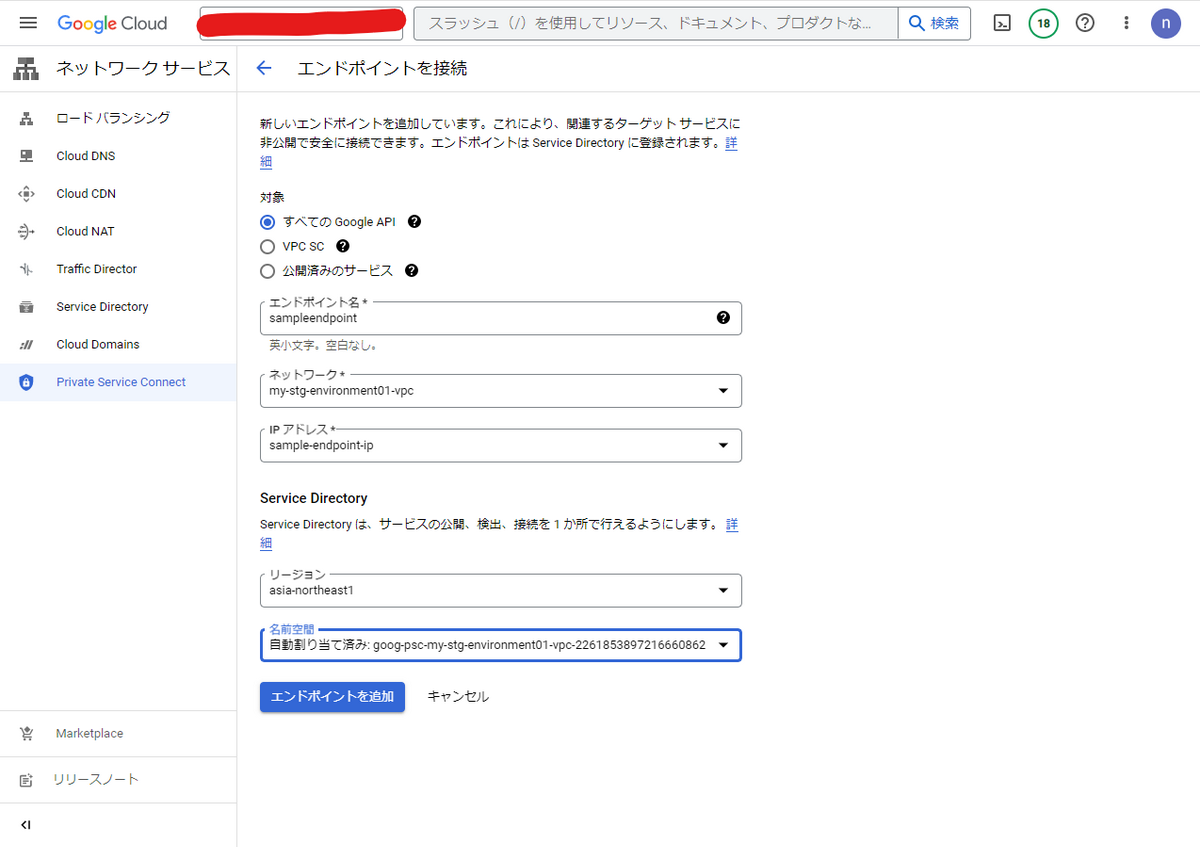 Google Cloud
スラッシュ（/）を使用してリソース、ドキュメント、プロダクトな...
検索
18
n
ネットワーク サービス
エンドポイントを接続
ロード バランシング
Cloud DNS
Cloud CDN
Cloud NAT
Traffic Director
Service Directory
Cloud Domains
Private Service Connect
Marketplace
リリースノート
新しいエンドポイントを追加しています。これにより、関連するターゲット サービスに
非公開で安全に接続できます。エンドポイントは Service Directory に登録されます。詳
細
対象
すべての Google API
VPC SC
公開済みのサービス
エンドポイント名 *
sampleendpoint
英小文字。空白なし。
ネットワーク *
my-stg-environment01-vpc
IP アドレス *
sample-endpoint-ip
Service Directory
Service Directory は、サービスの公開、検出、接続を 1 か所で行えるようにします。 詳
細
リージョン
asia-northeast1
名前空間
自動割り当て済み: goog-psc-my-stg-environment01-vpc-2261853897216660862
エンドポイントを追加
キャンセル